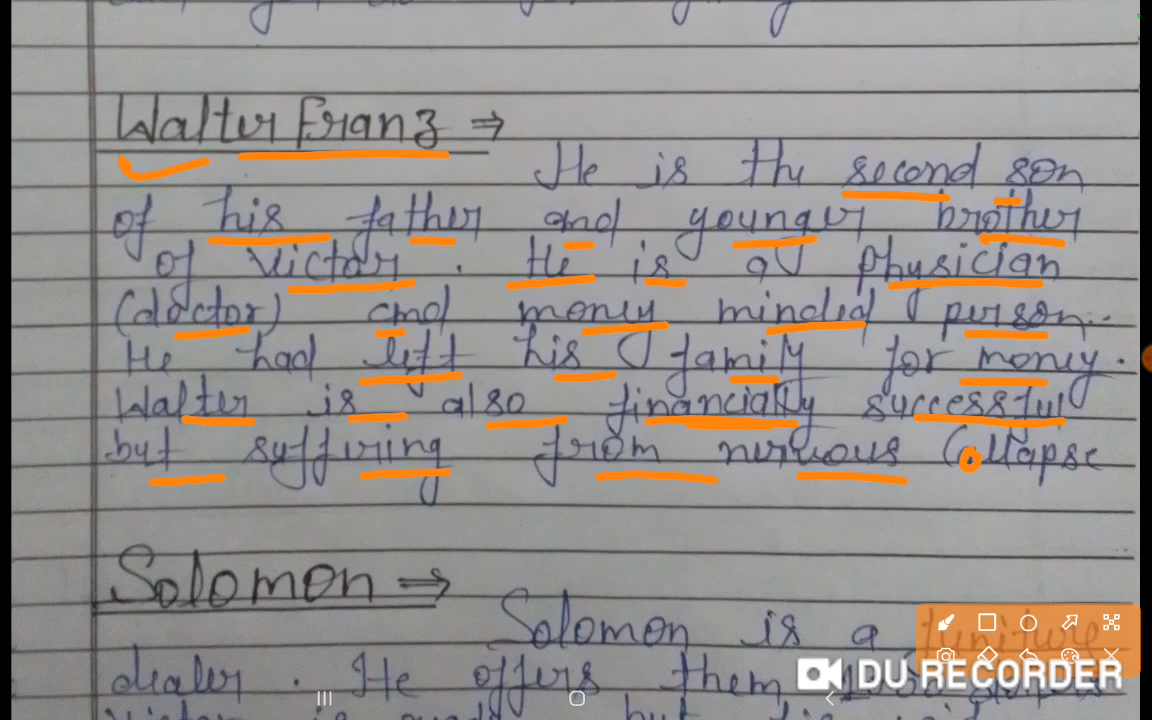 Walter Franz ⇒
He is the second son
of his father and younger brother
of Victor. He is a physician
(doctor) and money minded person.
He had left his family for money.
Walter is also financially successful
but suffering from nervous Collapse
Solomon ⇒
Solomon is a
dealer. He offers them
but
DU RECORDER